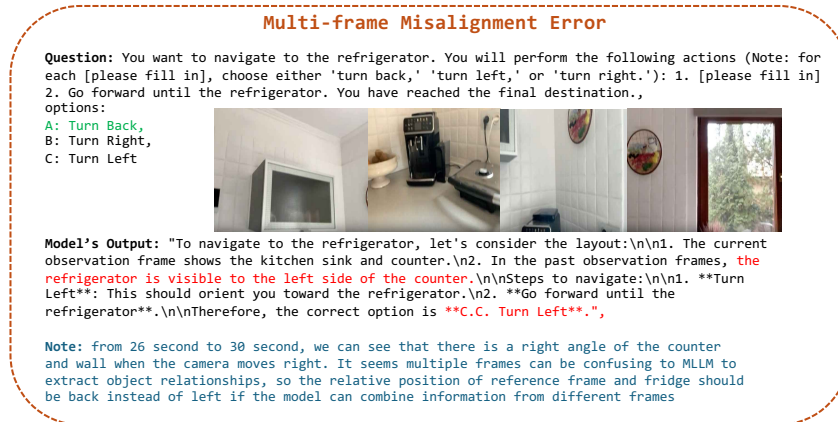 Multi-frame Misalignment Error
Question: You want to navigate to the refrigerator. You will perform the following actions (Note: for
each [please fill in], choose either 'turn back,' 'turn left,' or 'turn right.'): 1. [please fill in]
2. Go forward until the refrigerator. You have reached the final destination.,
options:
A: Turn Back,
B: Turn Right,
C: Turn Left
Model's Output: "To navigate to the refrigerator, let's consider the layout:\n\n1. The current
observation frame shows the kitchen sink and counter.\n2. In the past observation frames, the
refrigerator is visible to the left side of the counter.\n\nSteps to navigate:\n\n1. **Turn
Left**: This should orient you toward the refrigerator.\n2. **Go forward until the
refrigerator**.\n\nTherefore, the correct option is **C.C. Turn Left**.",
Note: from 26 second to 30 second, we can see that there is a right angle of the counter
and wall when the camera moves right. It seems multiple frames can be confusing to MLLM to
extract object relationships, so the relative position of reference frame and fridge should
be back instead of left if the model can combine information from different frames